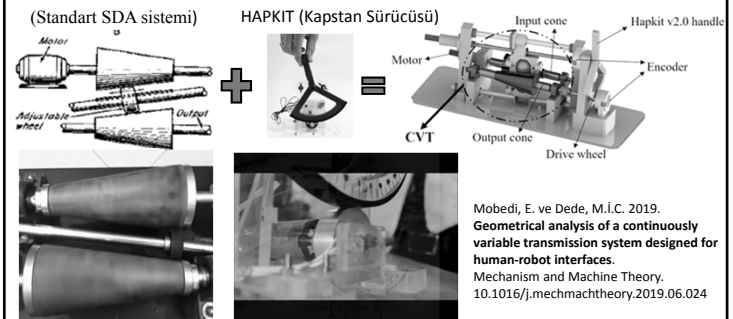 (Standart SDA sistemi)
HAPKIT (Kapstan Sürücüsü)
Motor
Adjustable
wheel
Output
Input cone
Hapkit v2.0 handle
Motor
Encoder
CVT
Output cone
Drive wheel
Mobedi, E. ve Dede, M.İ.C. 2019.
Geometrical analysis of a continuously
variable transmission system designed for
human-robot interfaces.
Mechanism and Machine Theory.
10.1016/j.mechmachtheory.2019.06.024